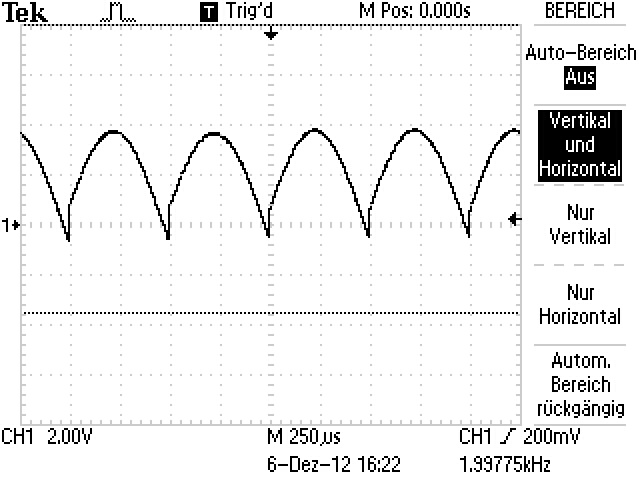 Tek
T Trig'd
M Pos: 0.000s
BEREICH
Auto-Bereich
Aus
Vertikal
und
Horizontal
Nur
Vertikal
Nur
Horizontal
Autom.
Bereich
rückgängig
1
CH1 2.00V
M 250µs
CH1 200mV
6-Dez-12 16:22
1.99775kHz